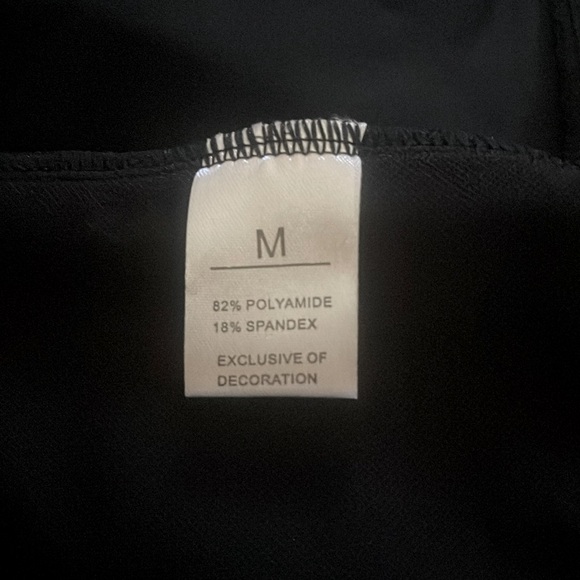 M
82% POLYAMIDE
18% SPANDEX
EXCLUSIVE OF
DECORATION